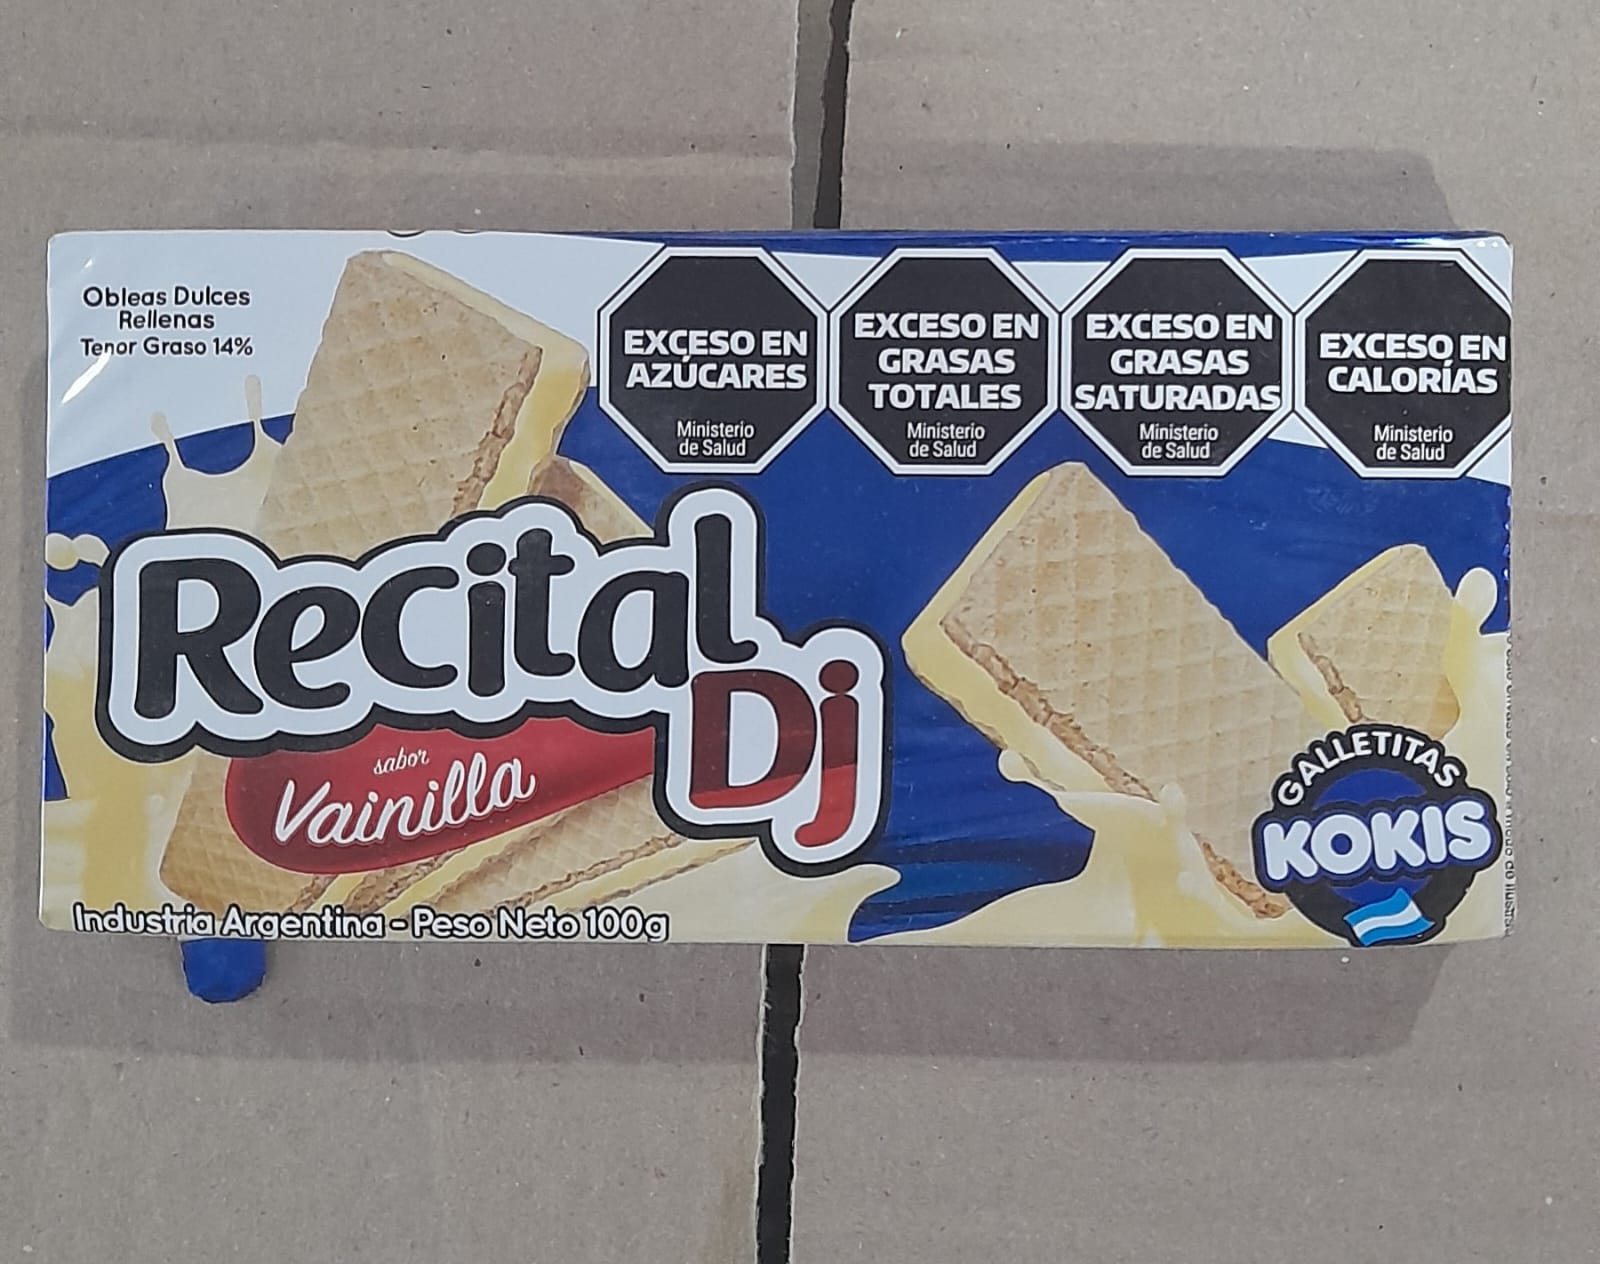 Obleas Dulces
Rellenas
Tenor Graso 14%
EXCESO EN
AZÚCARES
Ministerio
de Salud
EXCESO EN
GRASAS
TOTALES
Ministerio
de Salud
EXCESO EN
GRASAS
SATURADAS
Ministerio
de Salud
EXCESO EN
CALORÍAS
Ministerio
de Salud
Recital
Dj
sabor
Vainilla
GALLETITAS
KOKIS
Industria Argentina - Peso Neto 100g